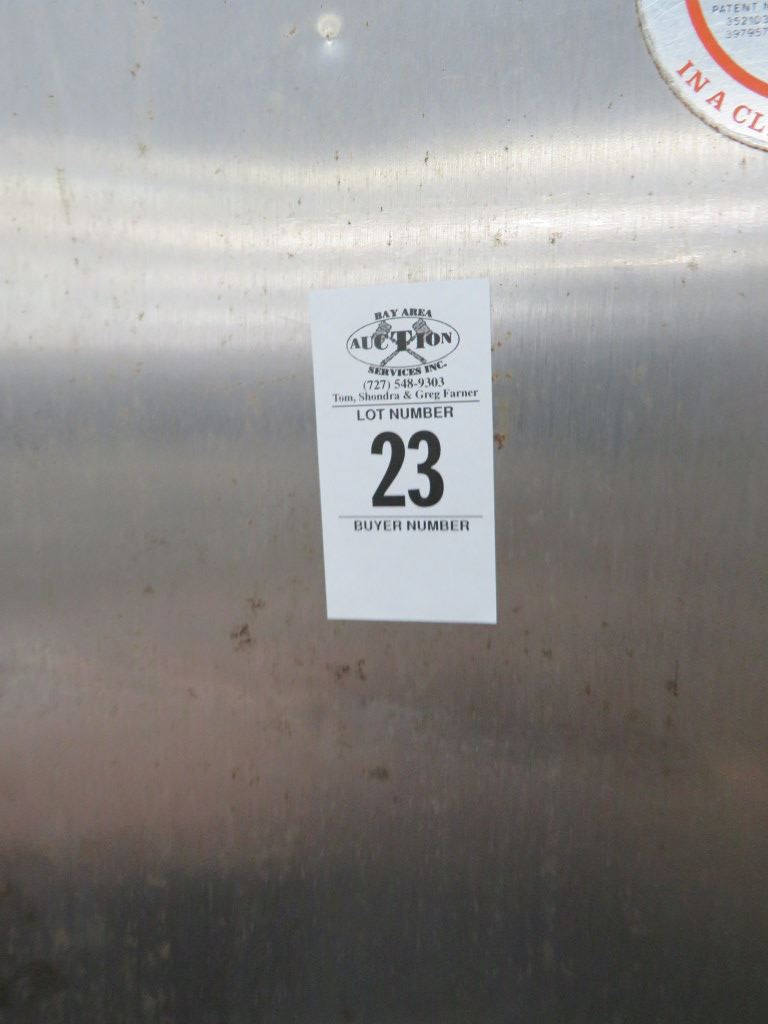 PATENT
IN A
BAY AREA
AUCTION
SERVICES INC.
(727) 548-9303
Tom, Shondra & Greg Farner
LOT NUMBER
23
BUYER NUMBER